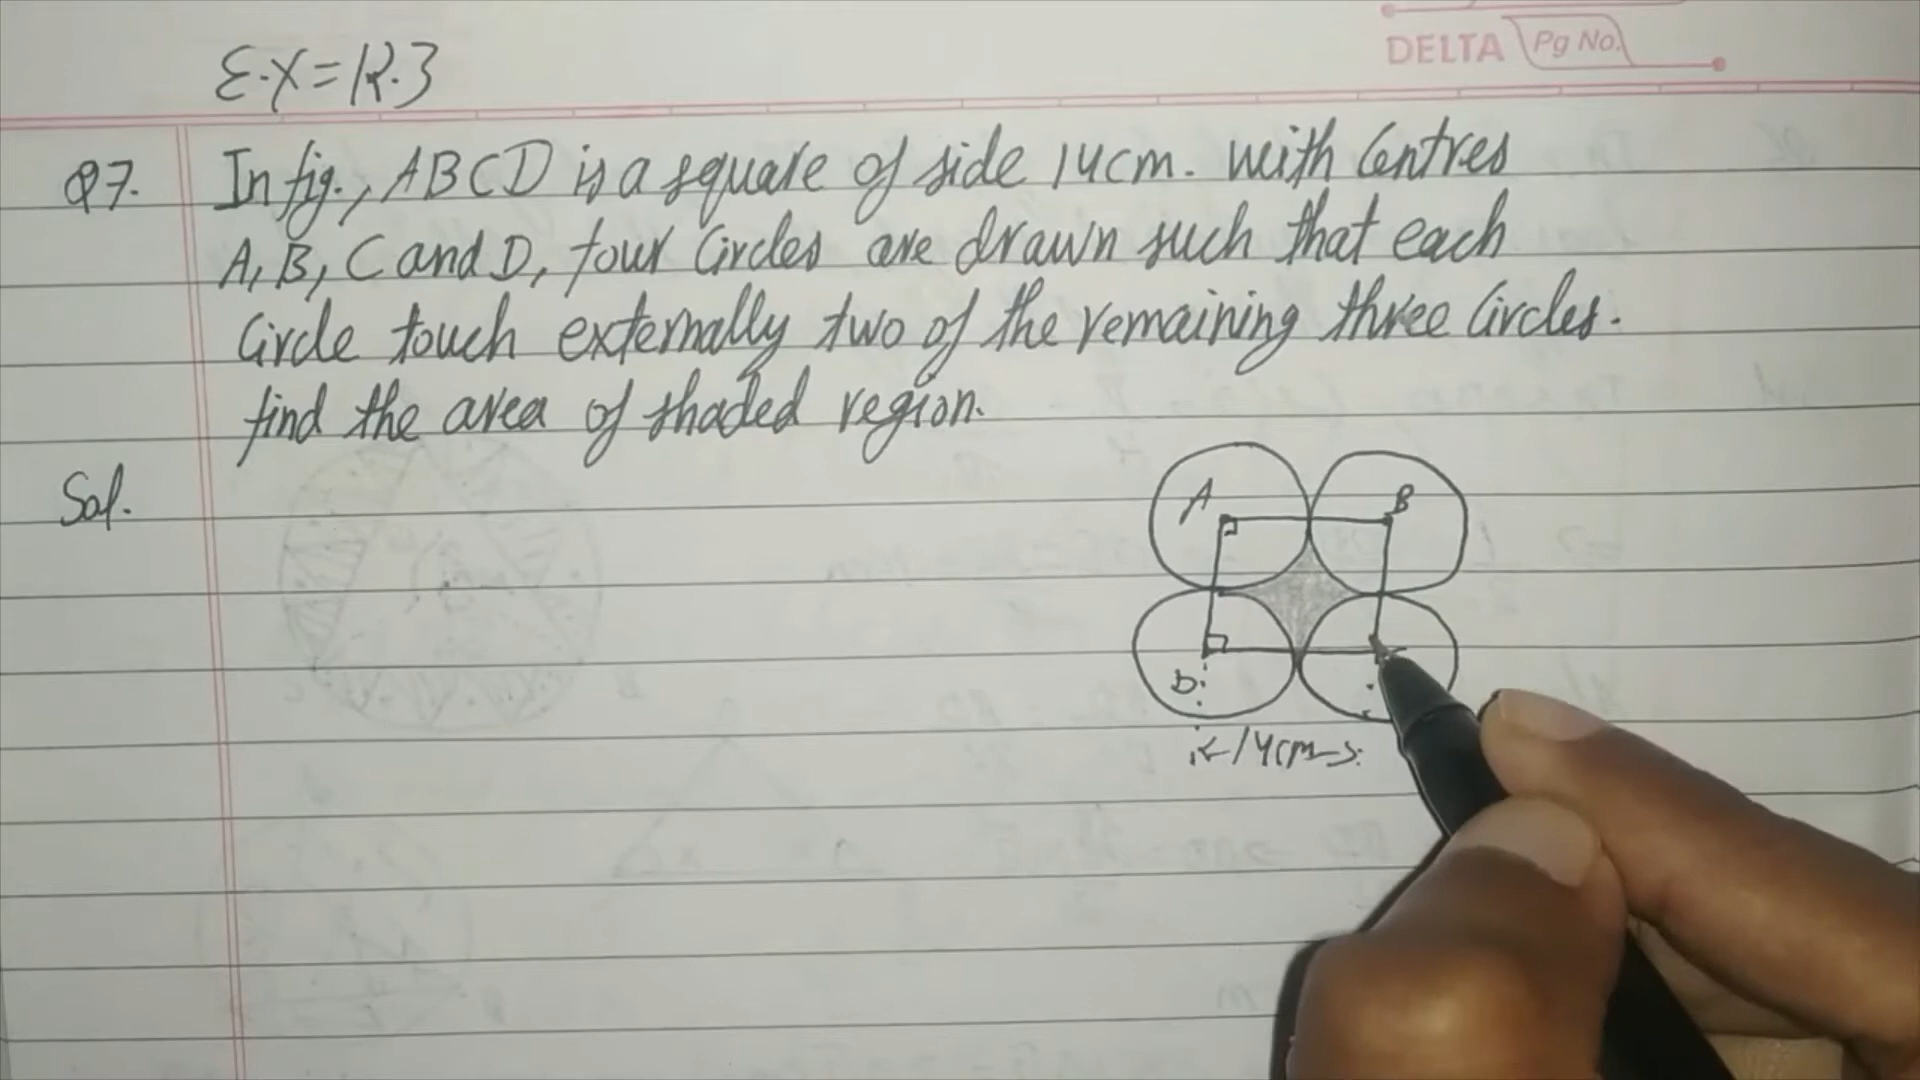 DELTA Pg No.
E.X=12.3
Q7. In fig., ABCD is a square of side 14cm. with Centres
A, B, C and D, four Circles are drawn such that each
Circle touch externally two of the remaining three Circles.
find the area of shaded region.
Sol.
A B
D
14cm